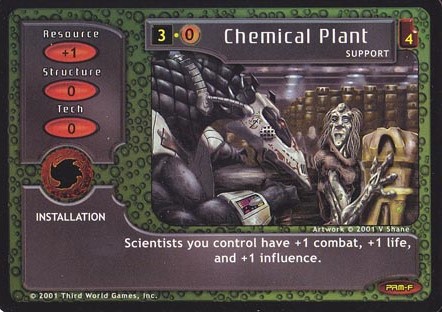 Resource
+1
Structure
0
Tech
0
INSTALLATION
3 · 0
Chemical Plant
4
SUPPORT
Artwork © 2001 V Shane
Scientists you control have +1 combat, +1 life,
and +1 influence.
© 2001 Third World Games, Inc.
PRM-F